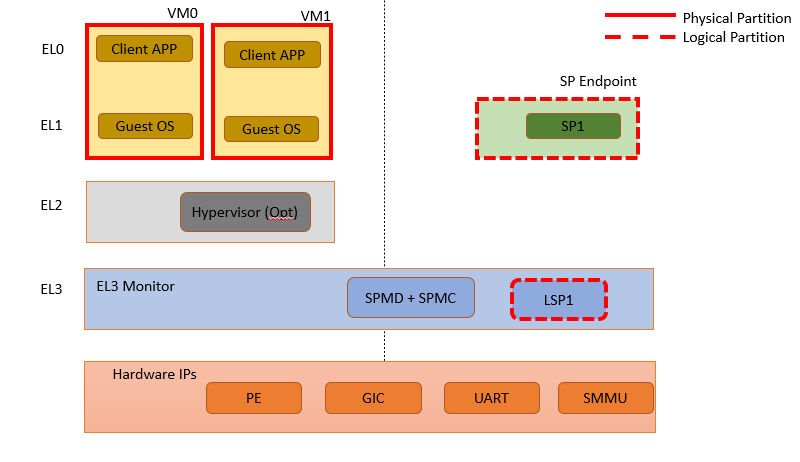 VM0
VM1
Physical Partition
Logical Partition
EL0
Client APP
Client APP
SP Endpoint
EL1
Guest OS
Guest OS
SP1
EL2
Hypervisor (Opt)
EL3
EL3 Monitor
SPMD + SPMC
LSP1
Hardware IPs
PE
GIC
UART
SMMU